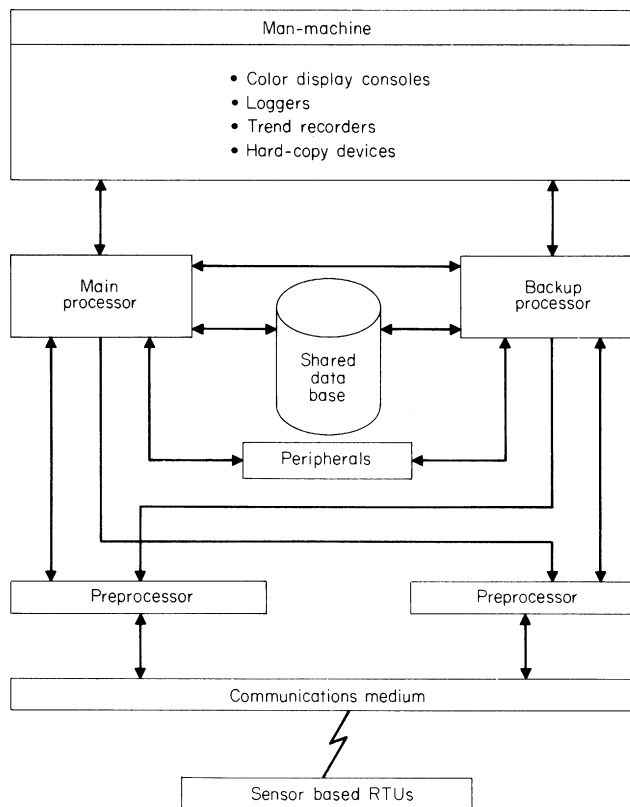 Man-machine
• Color display consoles
• Loggers
• Trend recorders
• Hard-copy devices
Main
processor
Backup
processor
Shared
data
base
Peripherals
Preprocessor
Preprocessor
Communications medium
Sensor based RTUs